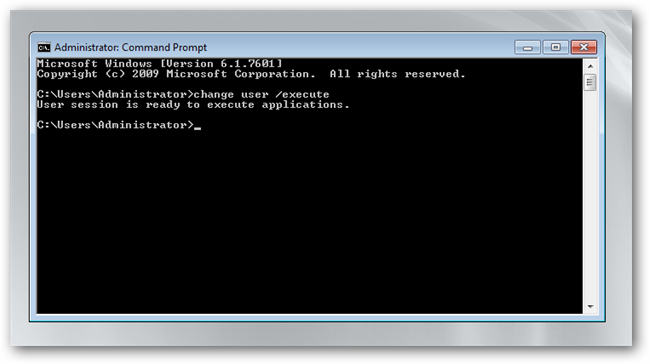 Administrator: Command Prompt
Microsoft Windows [Version 6.1.7601]
Copyright (c) 2009 Microsoft Corporation.  All rights reserved.
C:\Users\Administrator>change user /execute
User session is ready to execute applications.
C:\Users\Administrator>_